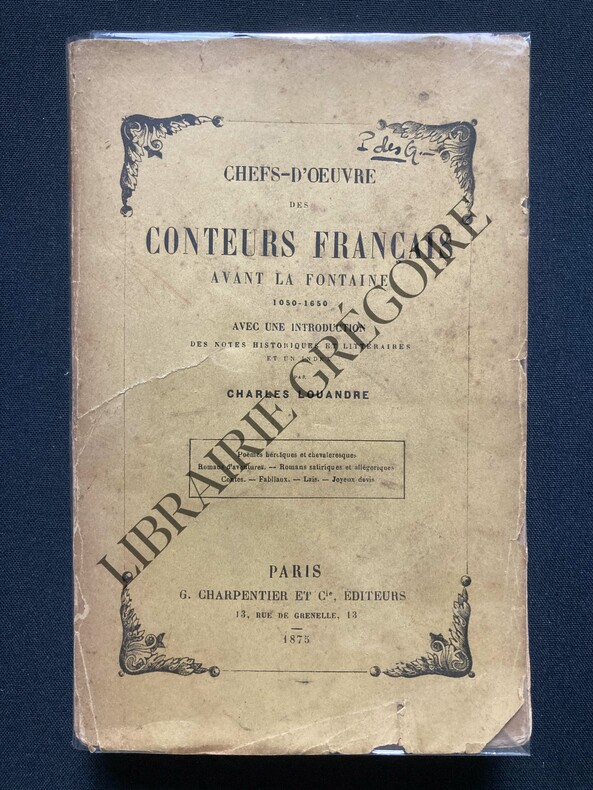 P des G.
CHEFS-D'OEUVRE
DES
CONTEURS FRANÇAIS
AVANT LA FONTAINE
1050-1650
AVEC UNE INTRODUCTION
DES NOTES HISTORIQUES ET LITTÉRAIRES
ET UN INDEX
PAR
CHARLES LOUANDRE
Poëmes héroïques et chevaleresques
Romans d'aventures. — Romans satiriques et allégoriques
Contes. — Fabliaux. — Lais. — Joyeux davis
PARIS
G. CHARPENTIER ET Cie, ÉDITEURS
13, RUE DE GRENELLE, 13
1875
LIBRAIRIE GRÉGOIRE